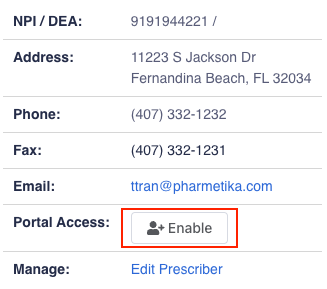 NPI / DEA: 9191944221 /
Address: 11223 S Jackson Dr
Fernandina Beach, FL 32034
Phone: (407) 332-1232
Fax: (407) 332-1231
Email: ttran@pharmetika.com
Portal Access: Enable
Manage: Edit Prescriber